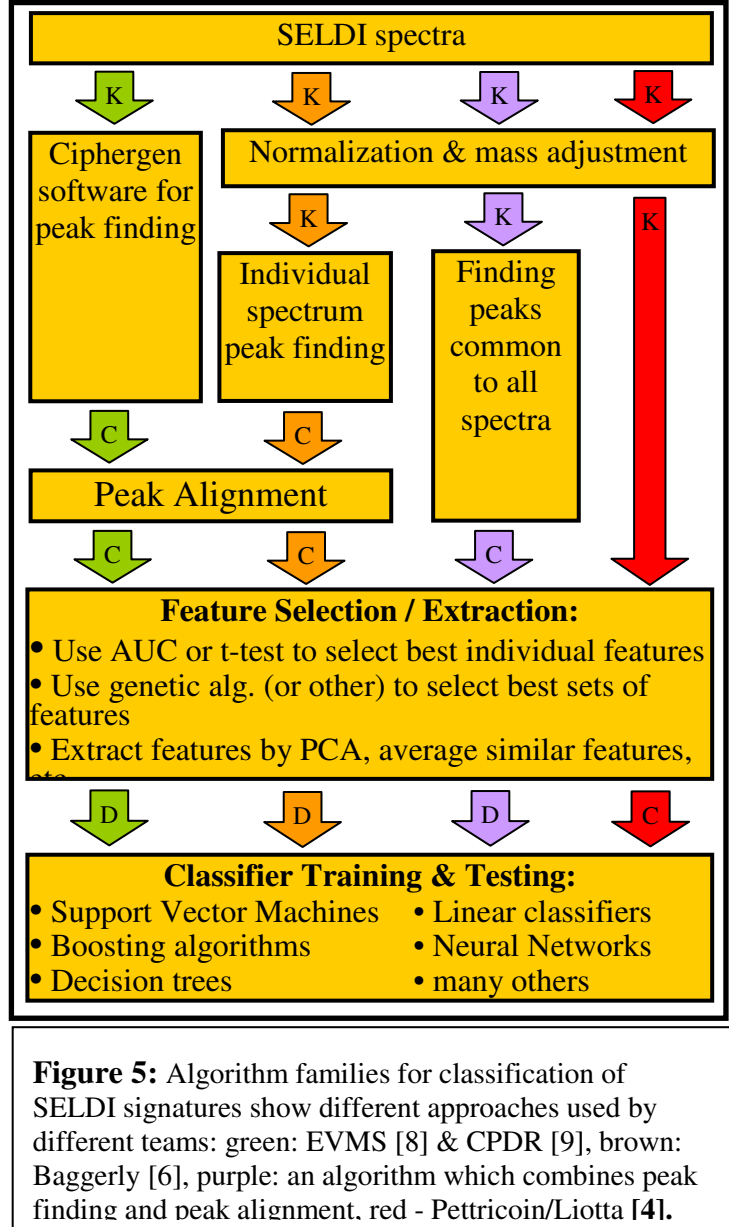 SELDI spectra
K K K K
Ciphergen
software for
peak finding
Normalization & mass adjustment
K K K
Individual
spectrum
peak finding
Finding
peaks
common
to all
spectra
C C
Peak Alignment
C C C
Feature Selection / Extraction:
• Use AUC or t-test to select best individual features
• Use genetic alg. (or other) to select best sets of
features
• Extract features by PCA, average similar features,
etc
D D D C
Classifier Training & Testing:
• Support Vector Machines • Linear classifiers
• Boosting algorithms • Neural Networks
• Decision trees • many others
Figure 5: Algorithm families for classification of
SELDI signatures show different approaches used by
different teams: green: EVMS [8] & CPDR [9], brown:
Baggerly [6], purple: an algorithm which combines peak
finding and peak alignment, red - Pettricoin/Liotta [4].